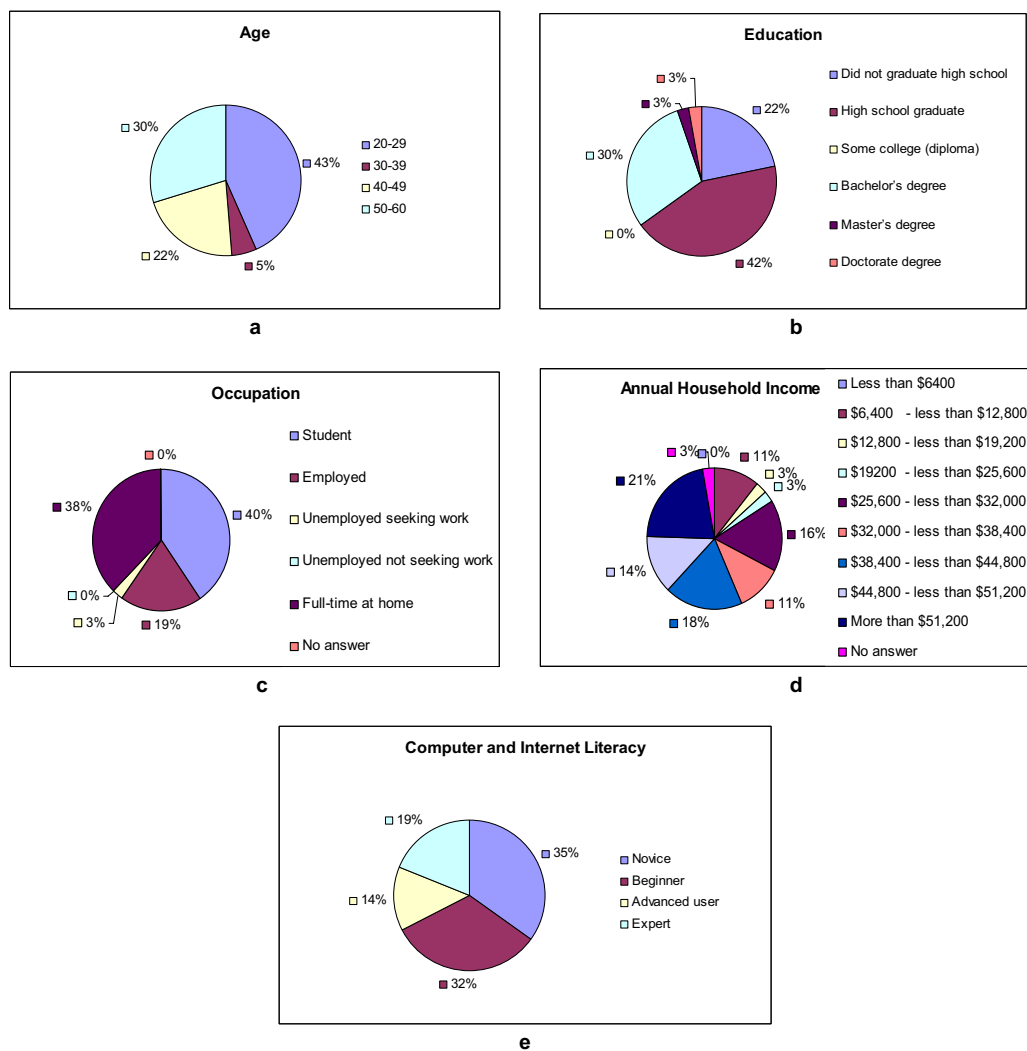 Age
30%
43%
22%
5%
20-29
30-39
40-49
50-60
a
Education
3%
3%
22%
30%
0%
42%
Did not graduate high school
High school graduate
Some college (diploma)
Bachelor's degree
Master's degree
Doctorate degree
b
Occupation
0%
38%
40%
0%
3%
19%
Student
Employed
Unemployed seeking work
Unemployed not seeking work
Full-time at home
No answer
c
Annual Household Income
3%
0%
11%
21%
3%
3%
16%
14%
11%
18%
Less than $6400
$6,400 - less than $12,800
$12,800 - less than $19,200
$19200 - less than $25,600
$25,600 - less than $32,000
$32,000 - less than $38,400
$38,400 - less than $44,800
$44,800 - less than $51,200
More than $51,200
No answer
d
Computer and Internet Literacy
19%
35%
14%
32%
Novice
Beginner
Advanced user
Expert
e